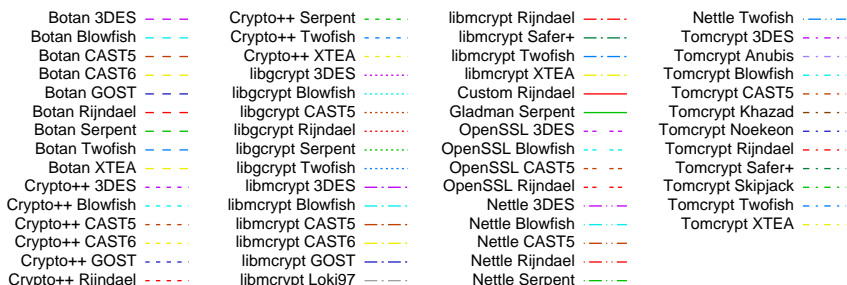 Botan 3DES
Botan Blowfish
Botan CAST5
Botan CAST6
Botan GOST
Botan Rijndael
Botan Serpent
Botan Twofish
Botan XTEA
Crypto++ 3DES
Crypto++ Blowfish
Crypto++ CAST5
Crypto++ CAST6
Crypto++ GOST
Crypto++ Rijndael
Crypto++ Serpent
Crypto++ Twofish
Crypto++ XTEA
libgcrypt 3DES
libgcrypt Blowfish
libgcrypt CAST5
libgcrypt Rijndael
libgcrypt Serpent
libgcrypt Twofish
libmcrypt 3DES
libmcrypt Blowfish
libmcrypt CAST5
libmcrypt CAST6
libmcrypt GOST
libmcrypt Loki97
libmcrypt Rijndael
libmcrypt Safer+
libmcrypt Twofish
libmcrypt XTEA
Custom Rijndael
Gladman Serpent
OpenSSL 3DES
OpenSSL Blowfish
OpenSSL CAST5
OpenSSL Rijndael
Nettle 3DES
Nettle Blowfish
Nettle CAST5
Nettle Rijndael
Nettle Serpent
Nettle Twofish
Tomcrypt 3DES
Tomcrypt Anubis
Tomcrypt Blowfish
Tomcrypt CAST5
Tomcrypt Khazad
Tomcrypt Noekeon
Tomcrypt Rijndael
Tomcrypt Safer+
Tomcrypt Skipjack
Tomcrypt Twofish
Tomcrypt XTEA